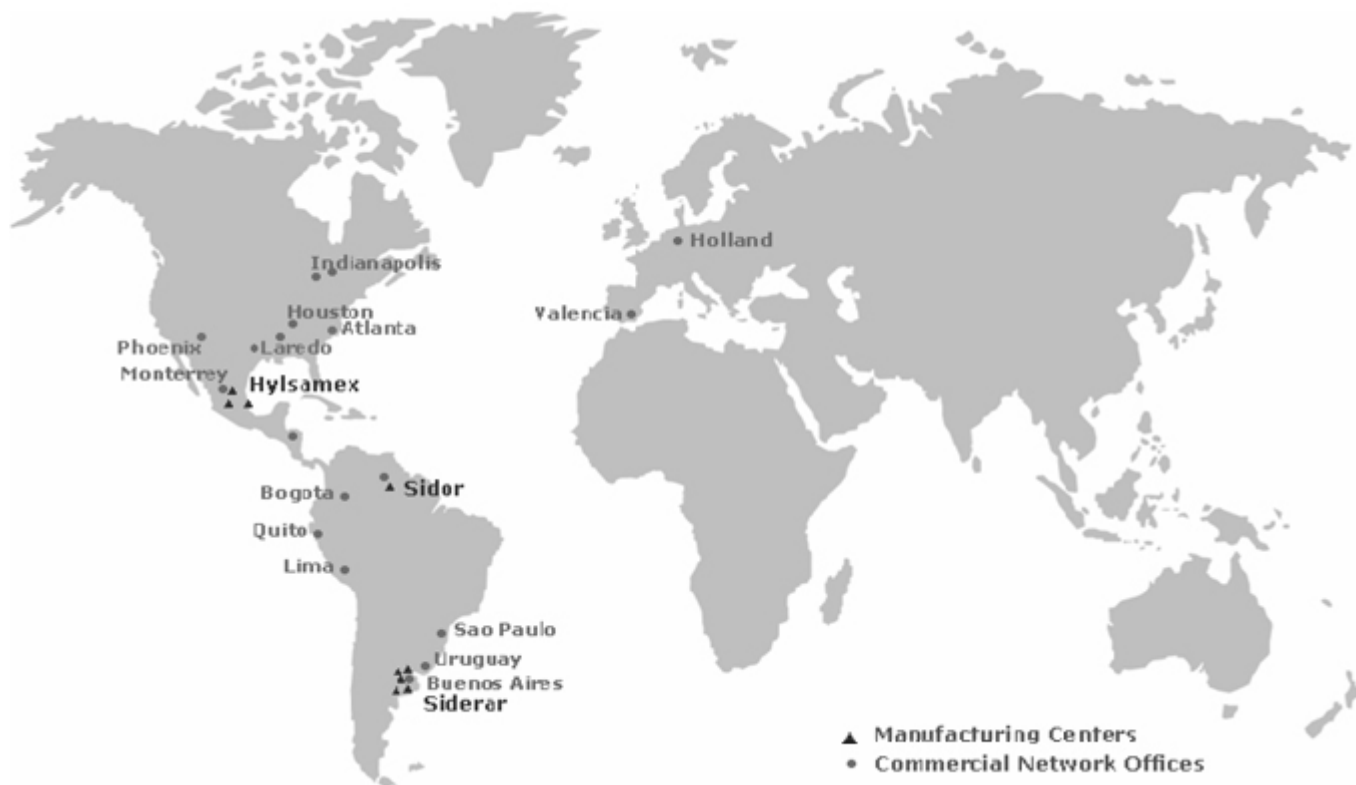 Holland
Indianapolis
Valencia
Houston
Atlanta
Phoenix
Laredo
Monterrey
Hylsamex
Sidor
Bogota
Quito
Lima
Sao Paulo
Uruguay
Buenos Aires
Siderar
Manufacturing Centers
Commercial Network Offices